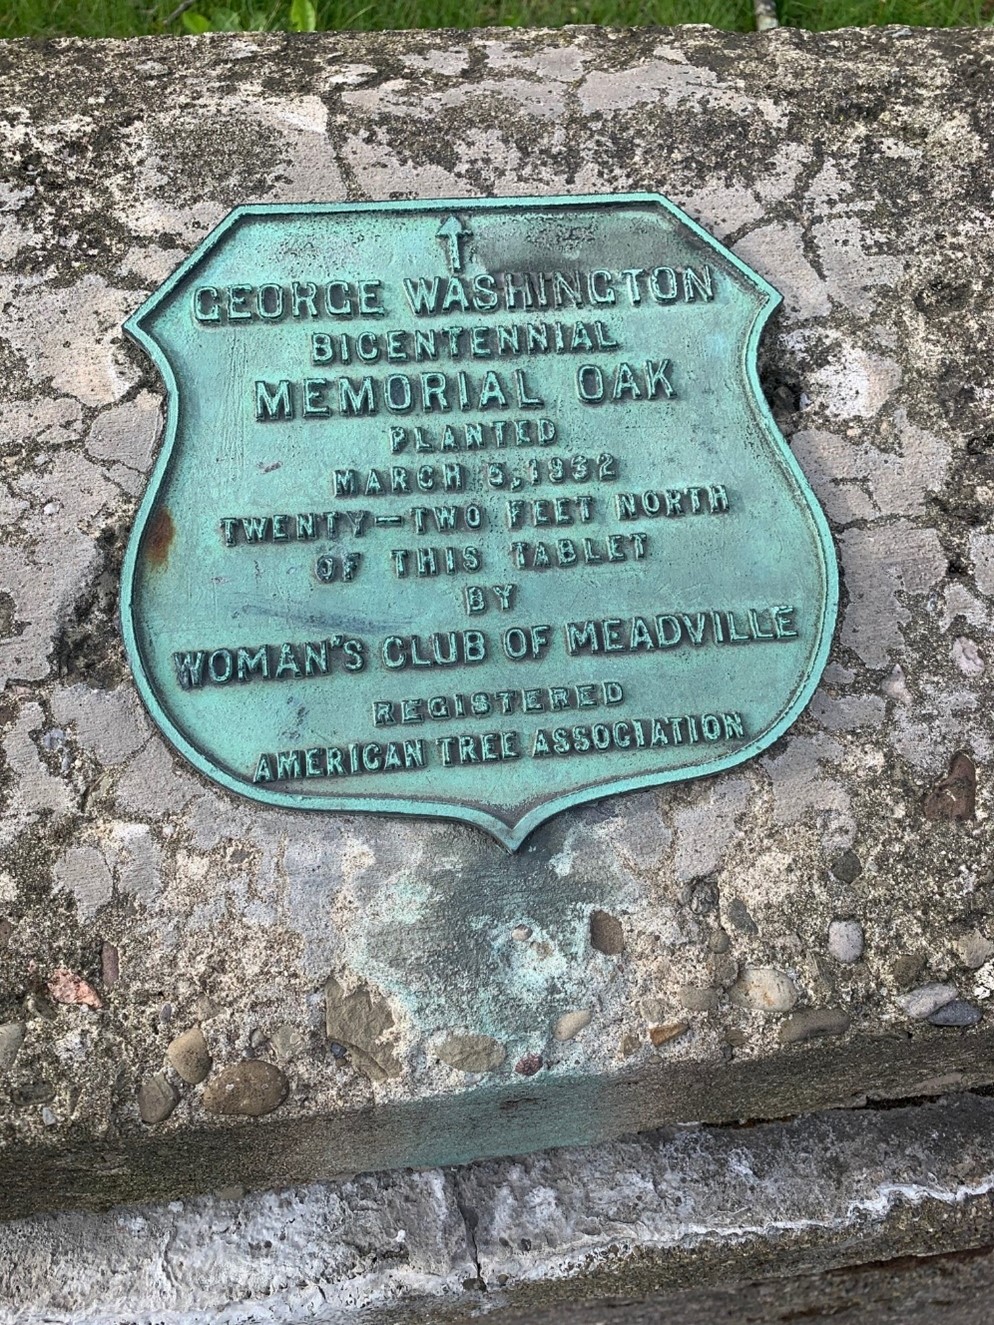 GEORGE WASHINGTON
BICENTENNIAL
MEMORIAL OAK
PLANTED
MARCH 3, 1932
TWENTY-TWO FEET NORTH
OF THIS TABLET
BY
WOMAN'S CLUB OF MEADVILLE
REGISTERED
AMERICAN TREE ASSOCIATION